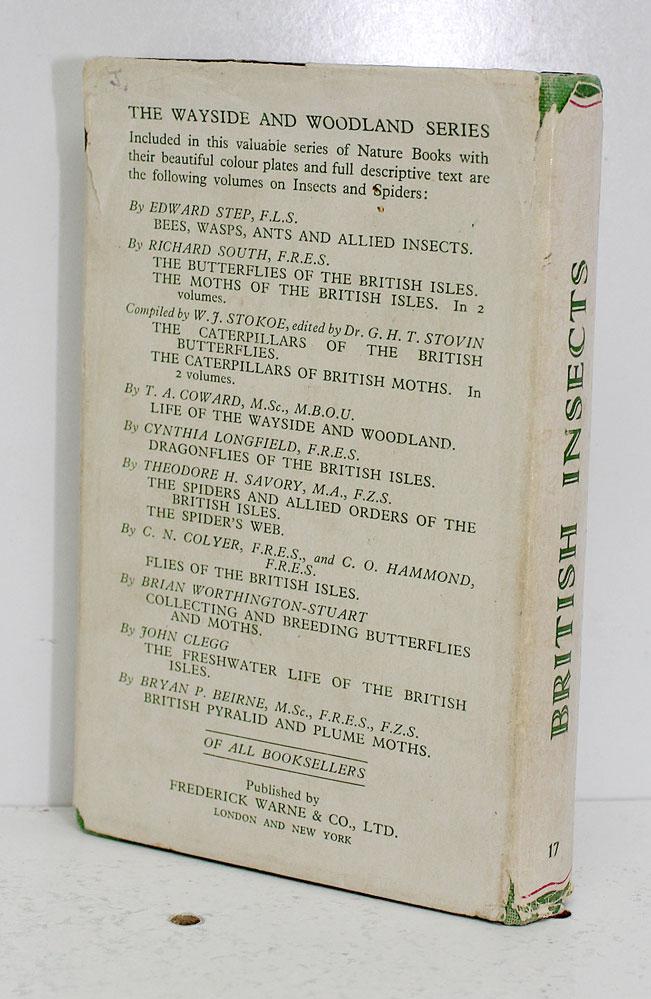 J.
THE WAYSIDE AND WOODLAND SERIES
Included in this valuable series of Nature Books with
their beautiful colour plates and full descriptive text are
the following volumes on Insects and Spiders:
By EDWARD STEP, F.L.S.
BEES, WASPS, ANTS AND ALLIED INSECTS.
By RICHARD SOUTH, F.R.E.S.
THE BUTTERFLIES OF THE BRITISH ISLES.
THE MOTHS OF THE BRITISH ISLES. In 2
volumes.
Compiled by W. J. STOKOE, edited by Dr. G. H. T. STOVIN
THE CATERPILLARS OF THE BRITISH
BUTTERFLIES.
THE CATERPILLARS OF BRITISH MOTHS. In
2 volumes.
By T. A. COWARD, M.Sc., M.B.O.U.
LIFE OF THE WAYSIDE AND WOODLAND.
By CYNTHIA LONGFIELD, F.R.E.S.
DRAGONFLIES OF THE BRITISH ISLES.
By THEODORE H. SAVORY, M.A., F.Z.S.
THE SPIDERS AND ALLIED ORDERS OF THE
BRITISH ISLES.
THE SPIDER'S WEB.
By C. N. COLYER, F.R.E.S., and C. O. HAMMOND,
F.R.E.S.
FLIES OF THE BRITISH ISLES.
By BRIAN WORTHINGTON-STUART
COLLECTING AND BREEDING BUTTERFLIES
AND MOTHS.
By JOHN CLEGG
THE FRESHWATER LIFE OF THE BRITISH
ISLES.
By BRYAN P. BEIRNE, M.Sc., F.R.E.S., F.Z.S.
BRITISH PYRALID AND PLUME MOTHS.
OF ALL BOOKSELLERS
Published by
FREDERICK WARNE & CO., LTD.
LONDON AND NEW YORK
BRITISH INSECTS
17